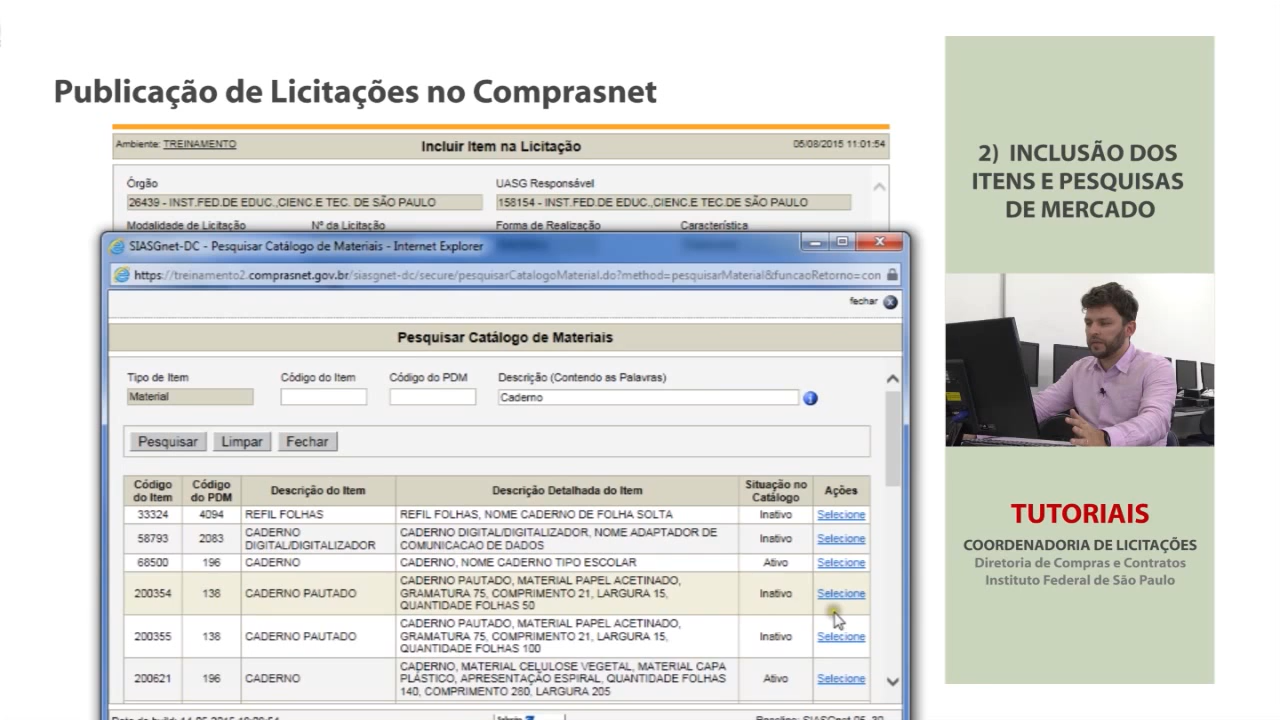 Publicação de Licitações no Comprasnet
Ambiente: TREINAMENTO
Incluir Item na Licitação
05/08/2015 11:01:54
Órgão
UASG Responsável
26439 - INST.FED.DE EDUC.,CIENC.E TEC. DE SÃO PAULO
158154 - INST.FED.DE EDUC.,CIENC.E TEC.DE SÃO PAULO
Modalidade de Licitação
Nº da Licitação
Forma de Realização
Característica
SIASGnet-DC - Pesquisar Catálogo de Materiais - Internet Explorer
https://treinamento2.comprasnet.gov.br/siasgnet-dc/secure/pesquisarCatalogoMaterial.do?method=pesquisarMaterial&funcaoRetorno=con
fechar
Pesquisar Catálogo de Materiais
Tipo de Item
Código do Item
Código do PDM
Descrição (Contendo as Palavras)
Material
Caderno
Pesquisar
Limpar
Fechar
Código do Item
Código do PDM
Descrição do Item
Descrição Detalhada do Item
Situação no Catálogo
Ações
33324 4094 REFIL FOLHAS REFIL FOLHAS, NOME CADERNO DE FOLHA SOLTA Inativo Selecione
58793 2083 CADERNO DIGITAL/DIGITALIZADOR CADERNO DIGITAL/DIGITALIZADOR, NOME ADAPTADOR DE
COMUNICACAO DE DADOS Inativo Selecione
68500 196 CADERNO CADERNO, NOME CADERNO TIPO ESCOLAR Ativo Selecione
200354 138 CADERNO PAUTADO CADERNO PAUTADO, MATERIAL PAPEL ACETINADO,
GRAMATURA 75, COMPRIMENTO 21, LARGURA 15,
QUANTIDADE FOLHAS 50 Inativo Selecione
200355 138 CADERNO PAUTADO CADERNO PAUTADO, MATERIAL PAPEL ACETINADO,
GRAMATURA 75, COMPRIMENTO 21, LARGURA 15,
QUANTIDADE FOLHAS 100 Inativo Selecione
200621 196 CADERNO CADERNO, MATERIAL CELULOSE VEGETAL, MATERIAL CAPA
PLÁSTICO, APRESENTAÇÃO ESPIRAL, QUANTIDADE FOLHAS
140, COMPRIMENTO 280, LARGURA 205 Ativo Selecione
2) INCLUSÃO DOS
ITENS E PESQUISAS
DE MERCADO
TUTORIAIS
COORDENADORIA DE LICITAÇÕES
Diretoria de Compras e Contratos
Instituto Federal de São Paulo